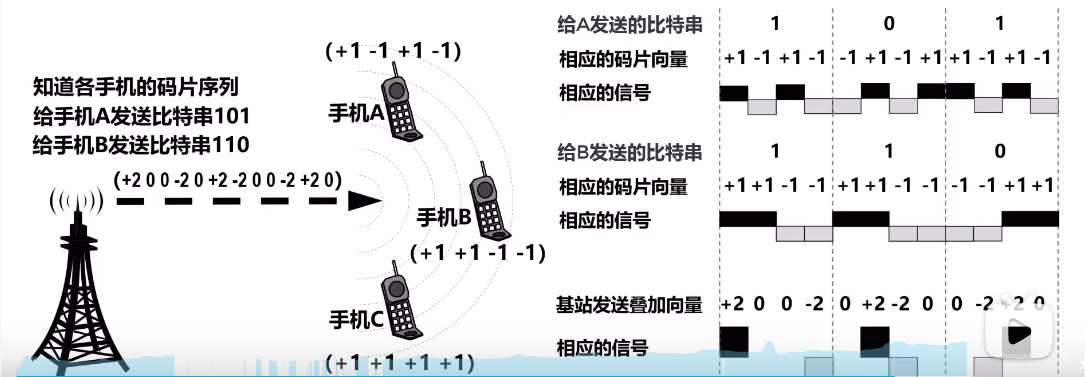 (+1 -1 +1 -1)
知道各手机的码片序列
给手机A发送比特串101
给手机B发送比特串110
手机A
(+2 0 0 -2 0 +2 -2 0 0 -2 +2 0)
手机B
(+1 +1 -1 -1)
手机C
(+1 +1 +1 +1)
给A发送的比特串 1 0 1
相应的码片向量 +1 -1 +1 -1 -1 +1 -1 +1 +1 -1 +1 -1
相应的信号
给B发送的比特串 1 1 0
相应的码片向量 +1 +1 -1 -1 +1 +1 -1 -1 -1 -1 +1 +1
相应的信号
基站发送叠加向量 +2 0 0 -2 0 +2 -2 0 0 -2 +2 0
相应的信号